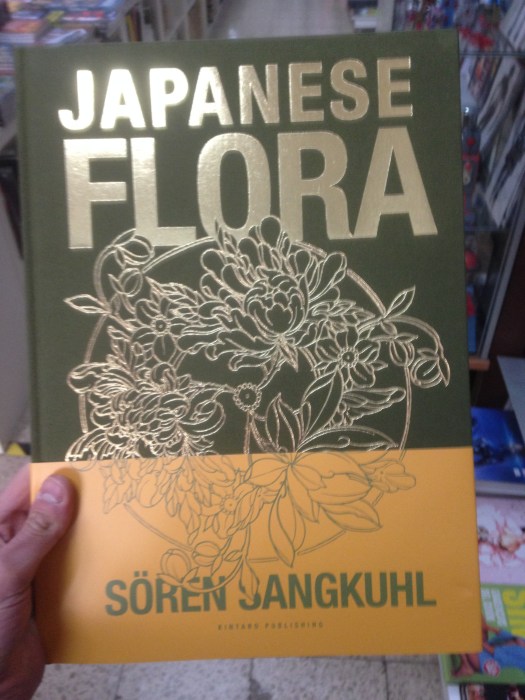 JAPANESE
FLORA
SÖREN SANGKUHL
KINTARO PUBLISHING